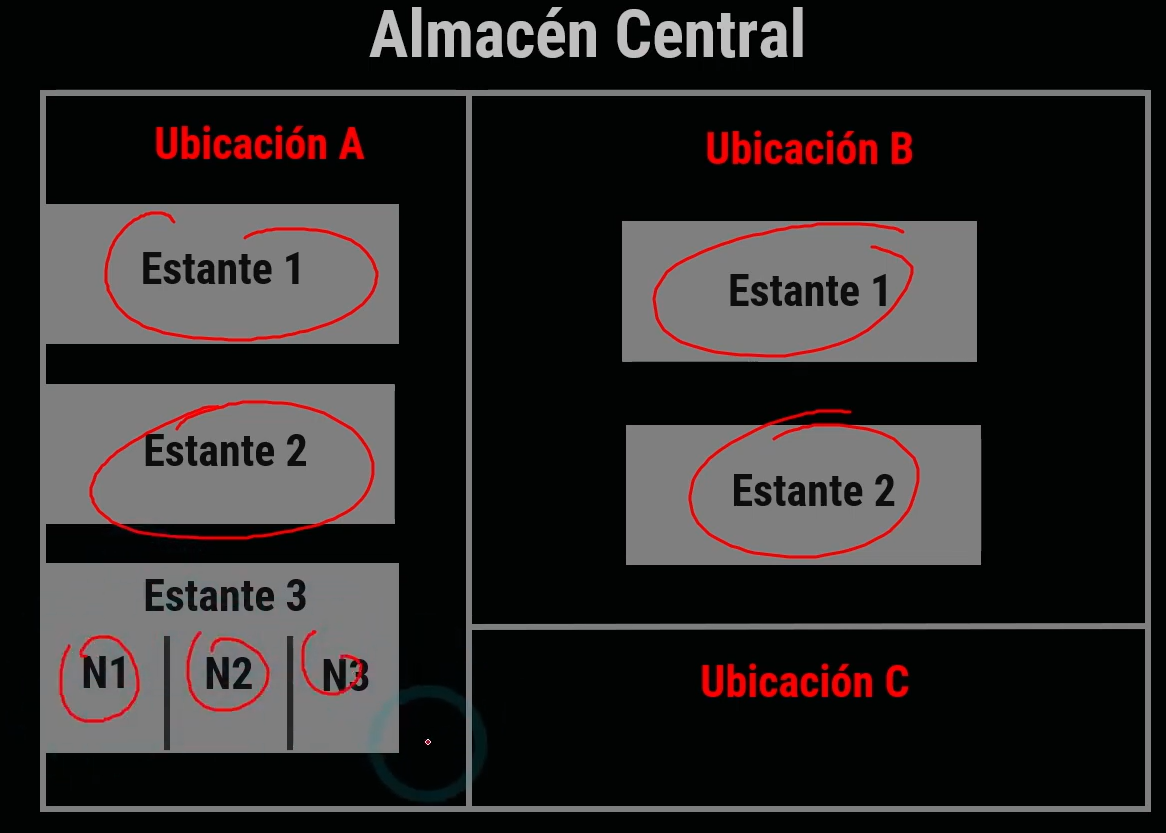 Almacén Central
Ubicación A
Estante 1
Estante 2
Estante 3
N1
N2
N3
Ubicación B
Estante 1
Estante 2
Ubicación C